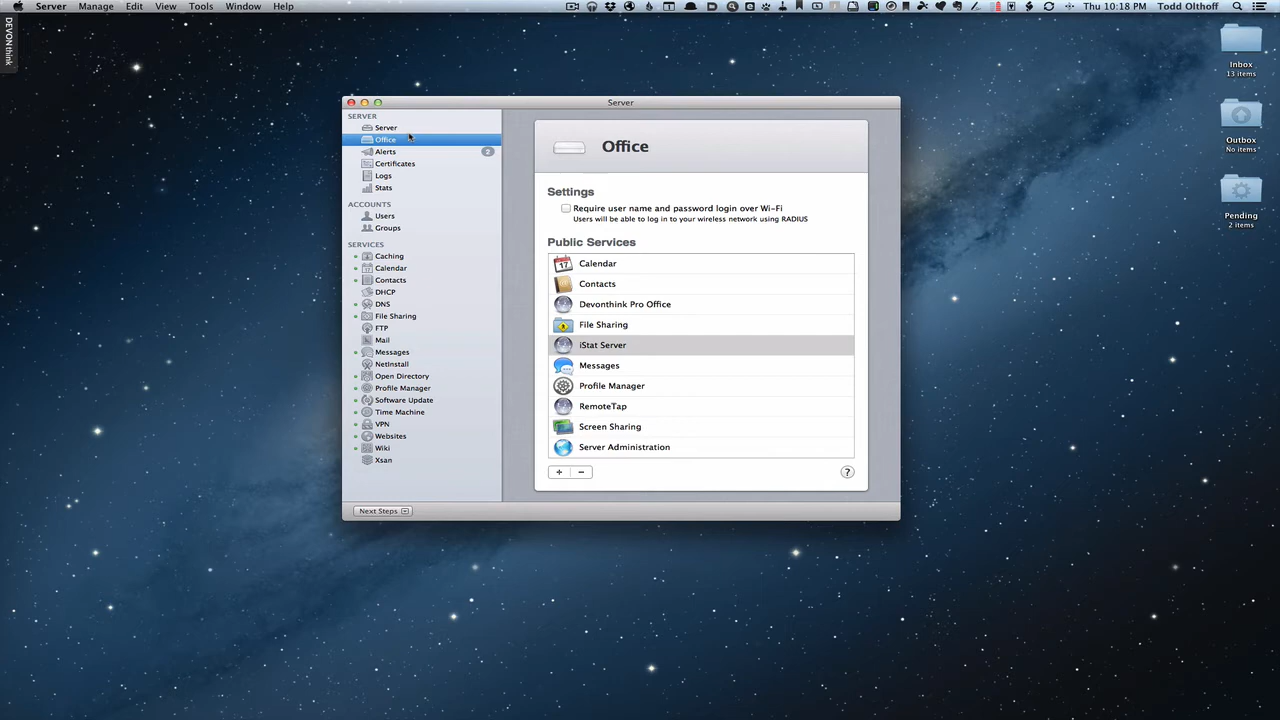 Server Manage Edit View Tools Window Help
Thu 10:18 PM Todd Olthoff
DEVONthink
Inbox
13 items
Outbox
No items
Pending
2 items
Server
SERVER
Server
Office
Alerts 2
Certificates
Logs
Stats
ACCOUNTS
Users
Groups
SERVICES
Caching
Calendar
Contacts
DHCP
DNS
File Sharing
FTP
Mail
Messages
NetInstall
Open Directory
Profile Manager
Software Update
Time Machine
VPN
Websites
Wiki
Xsan
Next Steps
Office
Settings
Require user name and password login over Wi-Fi
Users will be able to log in to your wireless network using RADIUS
Public Services
17 Calendar
Contacts
Devonthink Pro Office
File Sharing
iStat Server
Messages
Profile Manager
RemoteTap
Screen Sharing
Server Administration
+ − ?